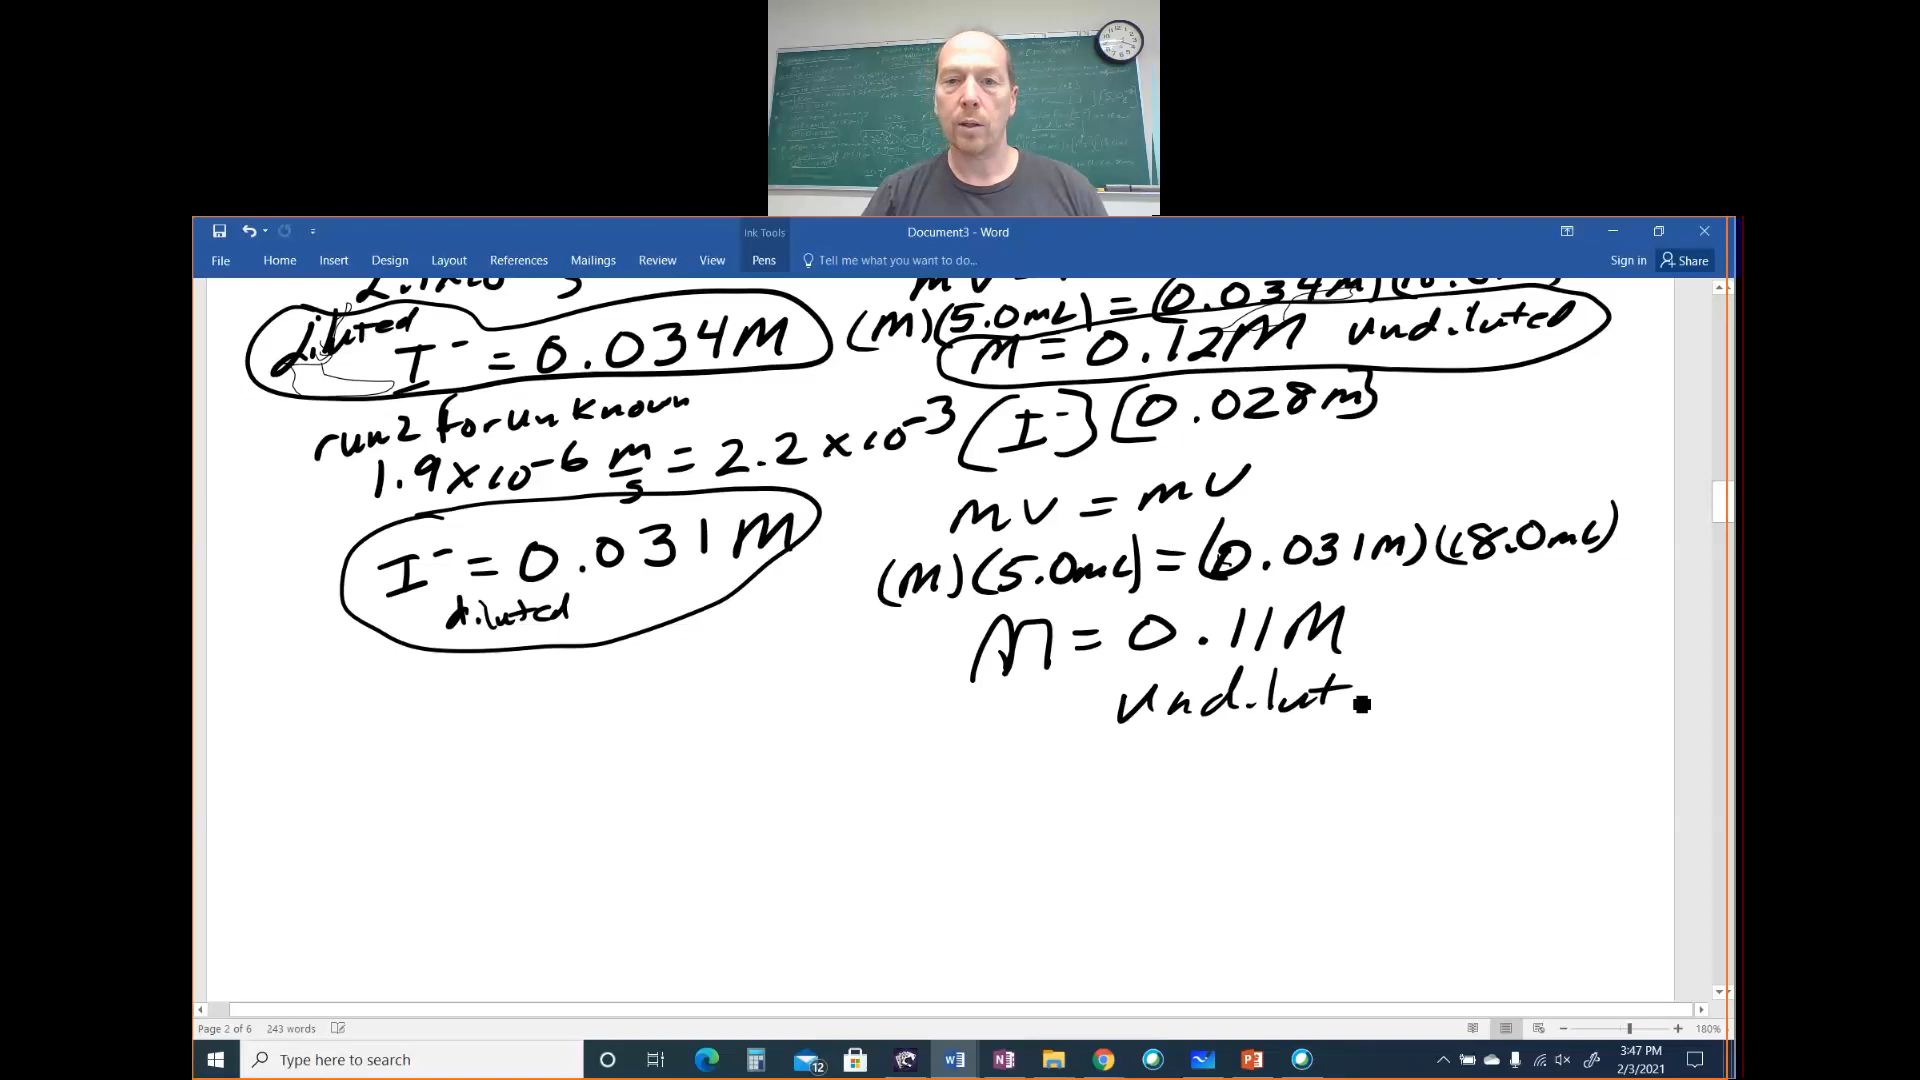 Ink Tools
Document3 - Word
File Home Insert Design Layout References Mailings Review View Pens Tell me what you want to do... Sign in Share
diluted
I⁻ = 0.034M
(M)(5.0mL) = (0.034M)
M = 0.12M undiluted
run 2 for unknown
1.9x10⁻⁶ M/s = 2.2x10⁻³ [I⁻][0.028M]
I⁻ = 0.031M
diluted
MV = MV
(M)(5.0mL) = (0.031M)(18.0mL)
M = 0.11M
undilut
Page 2 of 6 243 words 180%
Type here to search
12
3:47 PM
2/3/2021